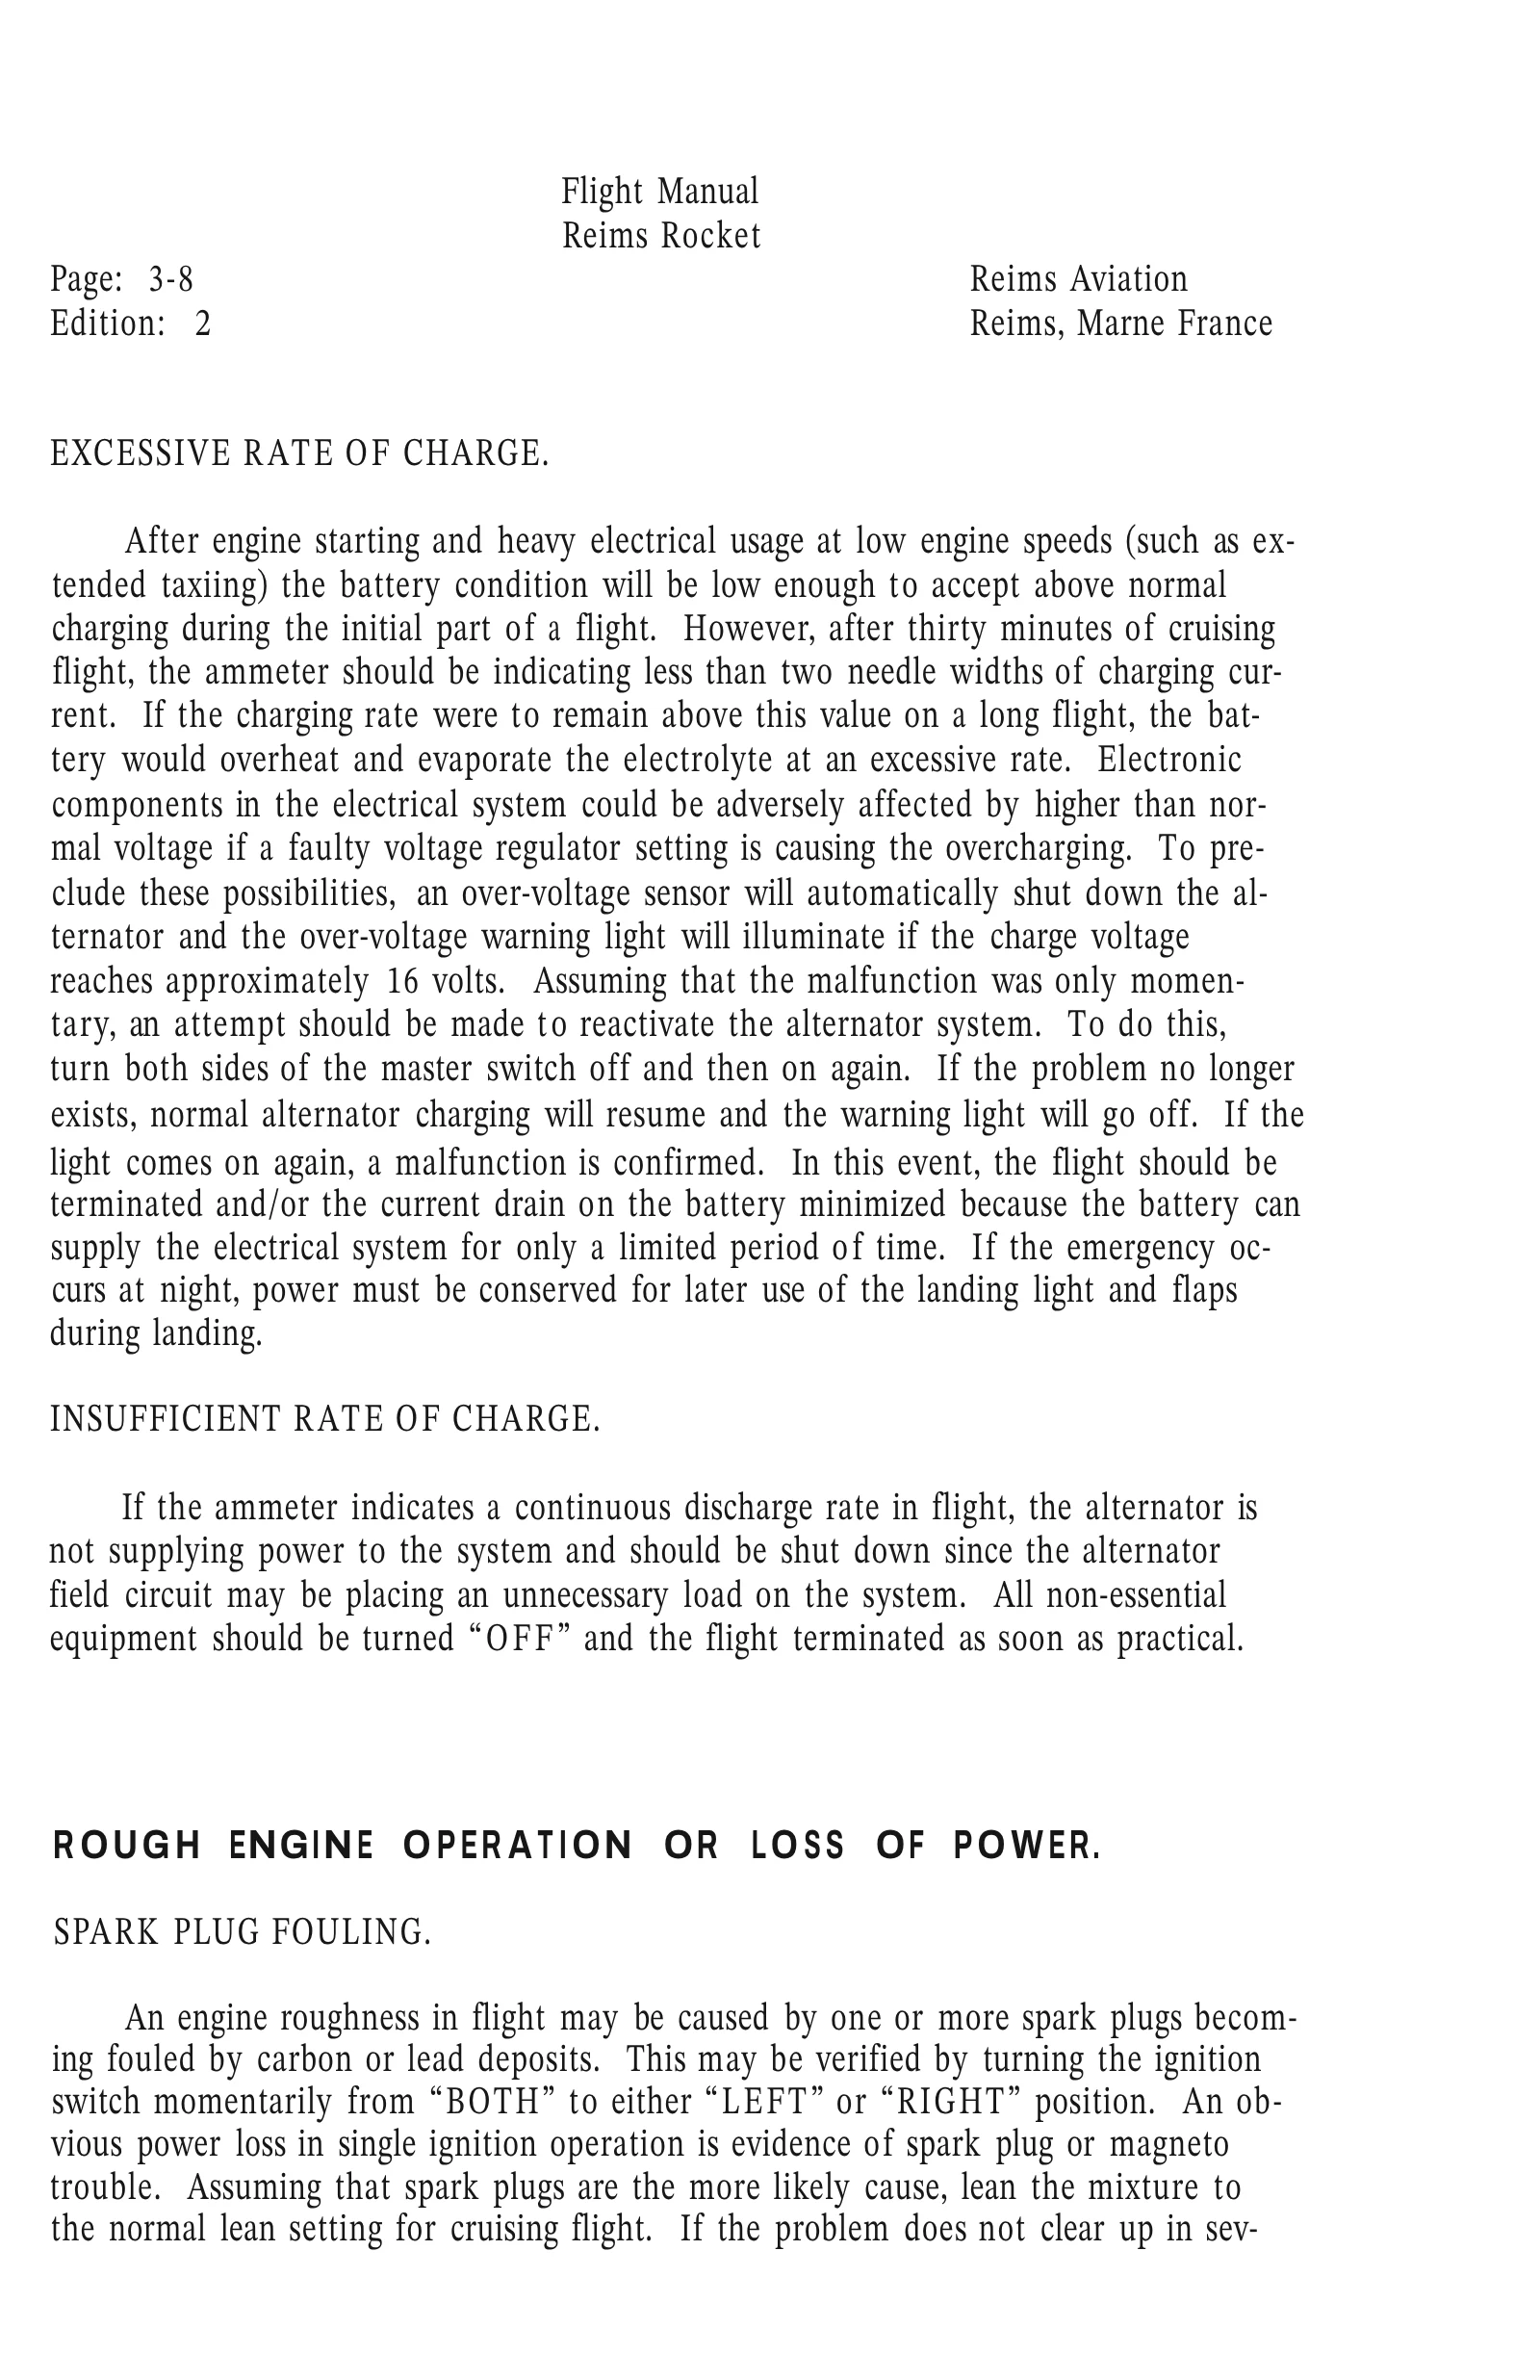 Flight Manual
Reims Rocket
Page: 3-8
Edition: 2
Reims Aviation
Reims, Marne France
EXCESSIVE RATE OF CHARGE.
After engine starting and heavy electrical usage at low engine speeds (such as ex-
tended taxiing) the battery condition will be low enough to accept above normal
charging during the initial part of a flight. However, after thirty minutes of cruising
flight, the ammeter should be indicating less than two needle widths of charging cur-
rent. If the charging rate were to remain above this value on a long flight, the bat-
tery would overheat and evaporate the electrolyte at an excessive rate. Electronic
components in the electrical system could be adversely affected by higher than nor-
mal voltage if a faulty voltage regulator setting is causing the overcharging. To pre-
clude these possibilities, an over-voltage sensor will automatically shut down the al-
ternator and the over-voltage warning light will illuminate if the charge voltage
reaches approximately 16 volts. Assuming that the malfunction was only momen-
tary, an attempt should be made to reactivate the alternator system. To do this,
turn both sides of the master switch off and then on again. If the problem no longer
exists, normal alternator charging will resume and the warning light will go off. If the
light comes on again, a malfunction is confirmed. In this event, the flight should be
terminated and/or the current drain on the battery minimized because the battery can
supply the electrical system for only a limited period of time. If the emergency oc-
curs at night, power must be conserved for later use of the landing light and flaps
during landing.
INSUFFICIENT RATE OF CHARGE.
If the ammeter indicates a continuous discharge rate in flight, the alternator is
not supplying power to the system and should be shut down since the alternator
field circuit may be placing an unnecessary load on the system. All non-essential
equipment should be turned “OFF” and the flight terminated as soon as practical.
ROUGH ENGINE OPERATION OR LOSS OF POWER.
SPARK PLUG FOULING.
An engine roughness in flight may be caused by one or more spark plugs becom-
ing fouled by carbon or lead deposits. This may be verified by turning the ignition
switch momentarily from “BOTH” to either “LEFT” or “RIGHT” position. An ob-
vious power loss in single ignition operation is evidence of spark plug or magneto
trouble. Assuming that spark plugs are the more likely cause, lean the mixture to
the normal lean setting for cruising flight. If the problem does not clear up in sev-